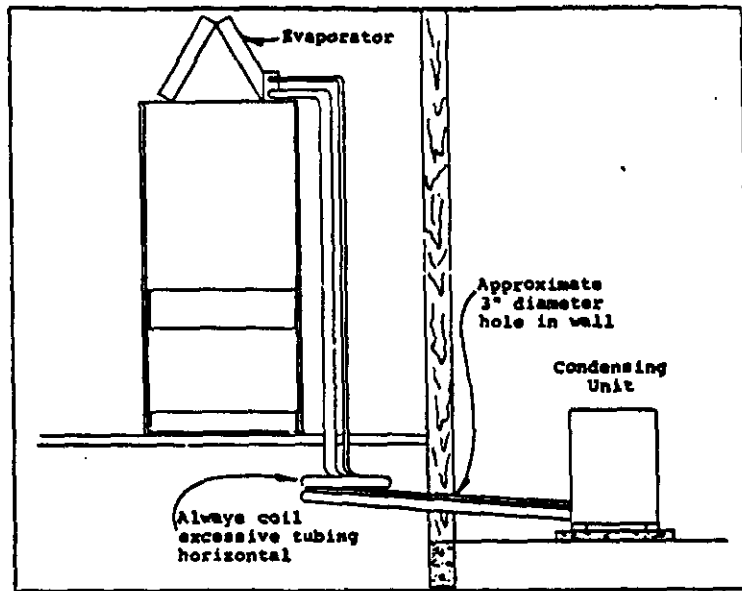 Evaporator
Approximate
3" diameter
hole in wall
Condensing
Unit
Always coil
excessive tubing
horizontal